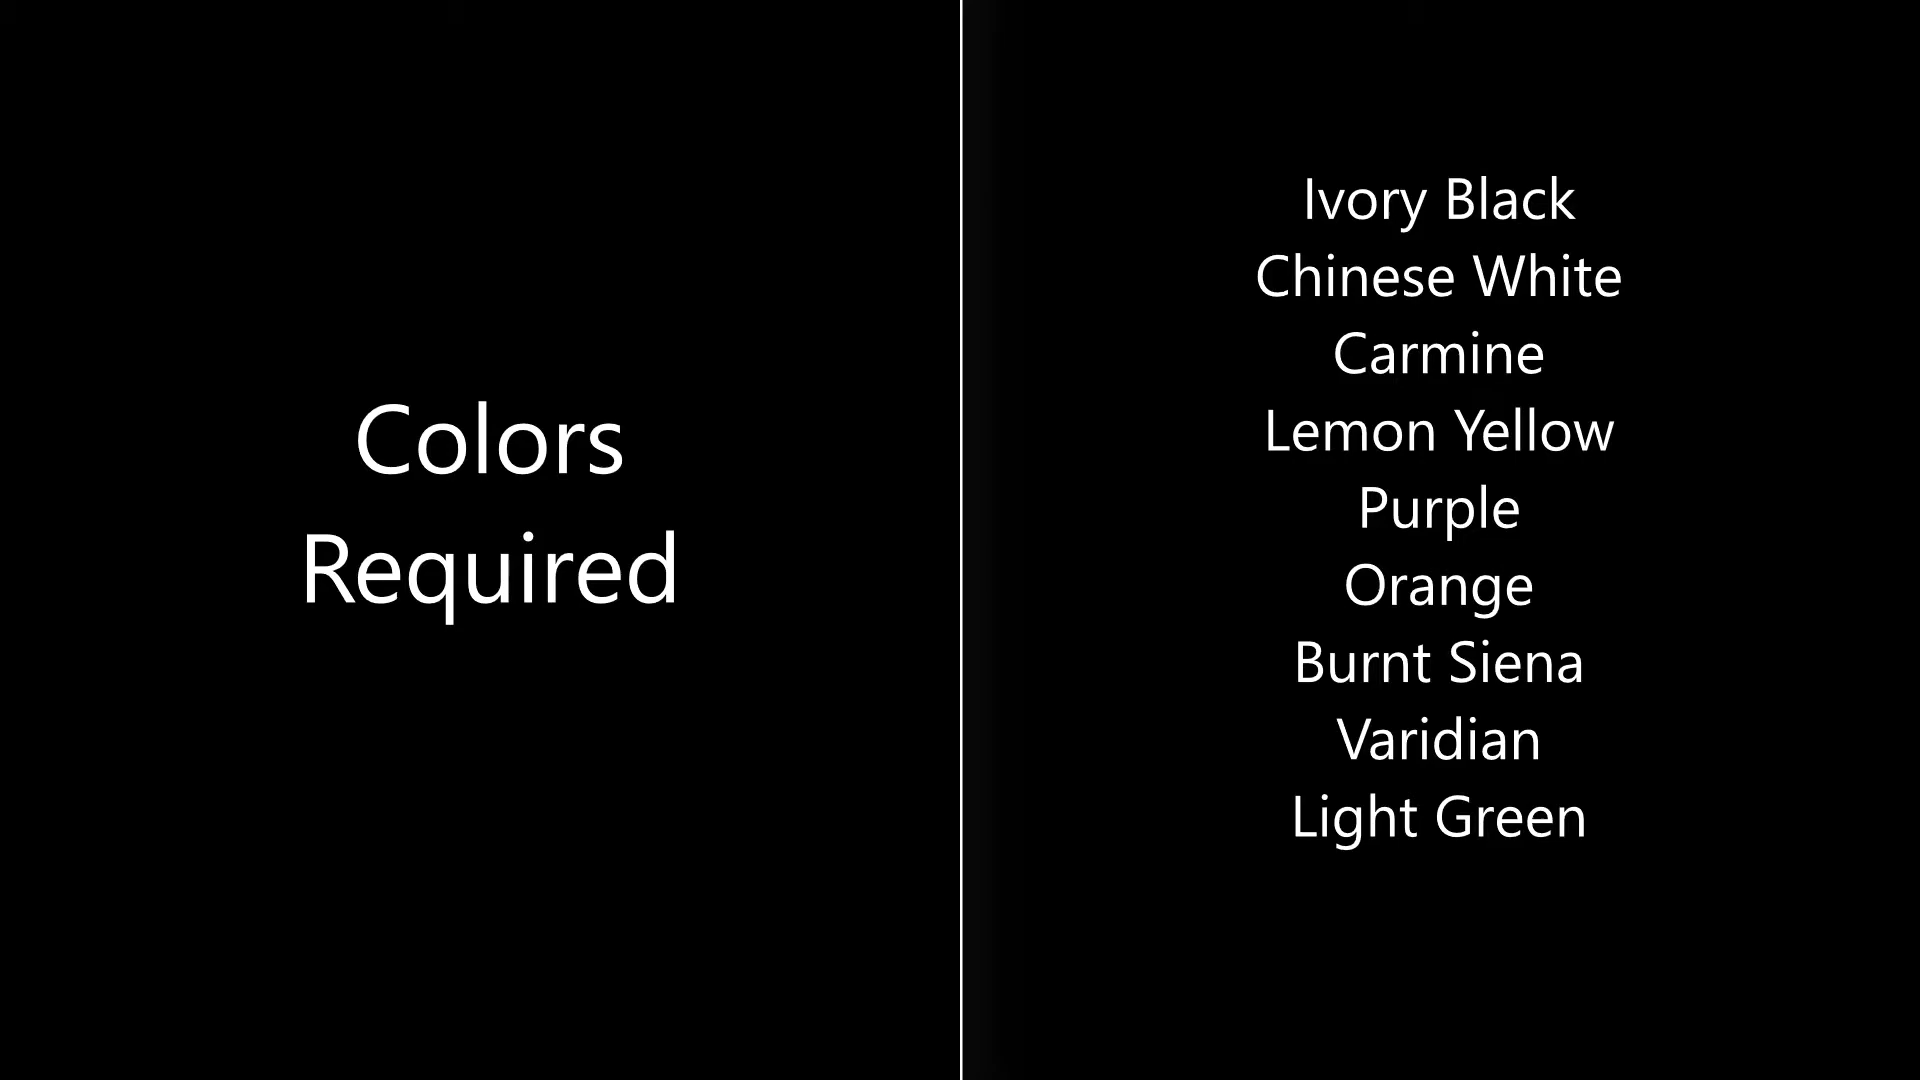 Colors
Required
Ivory Black
Chinese White
Carmine
Lemon Yellow
Purple
Orange
Burnt Siena
Varidian
Light Green